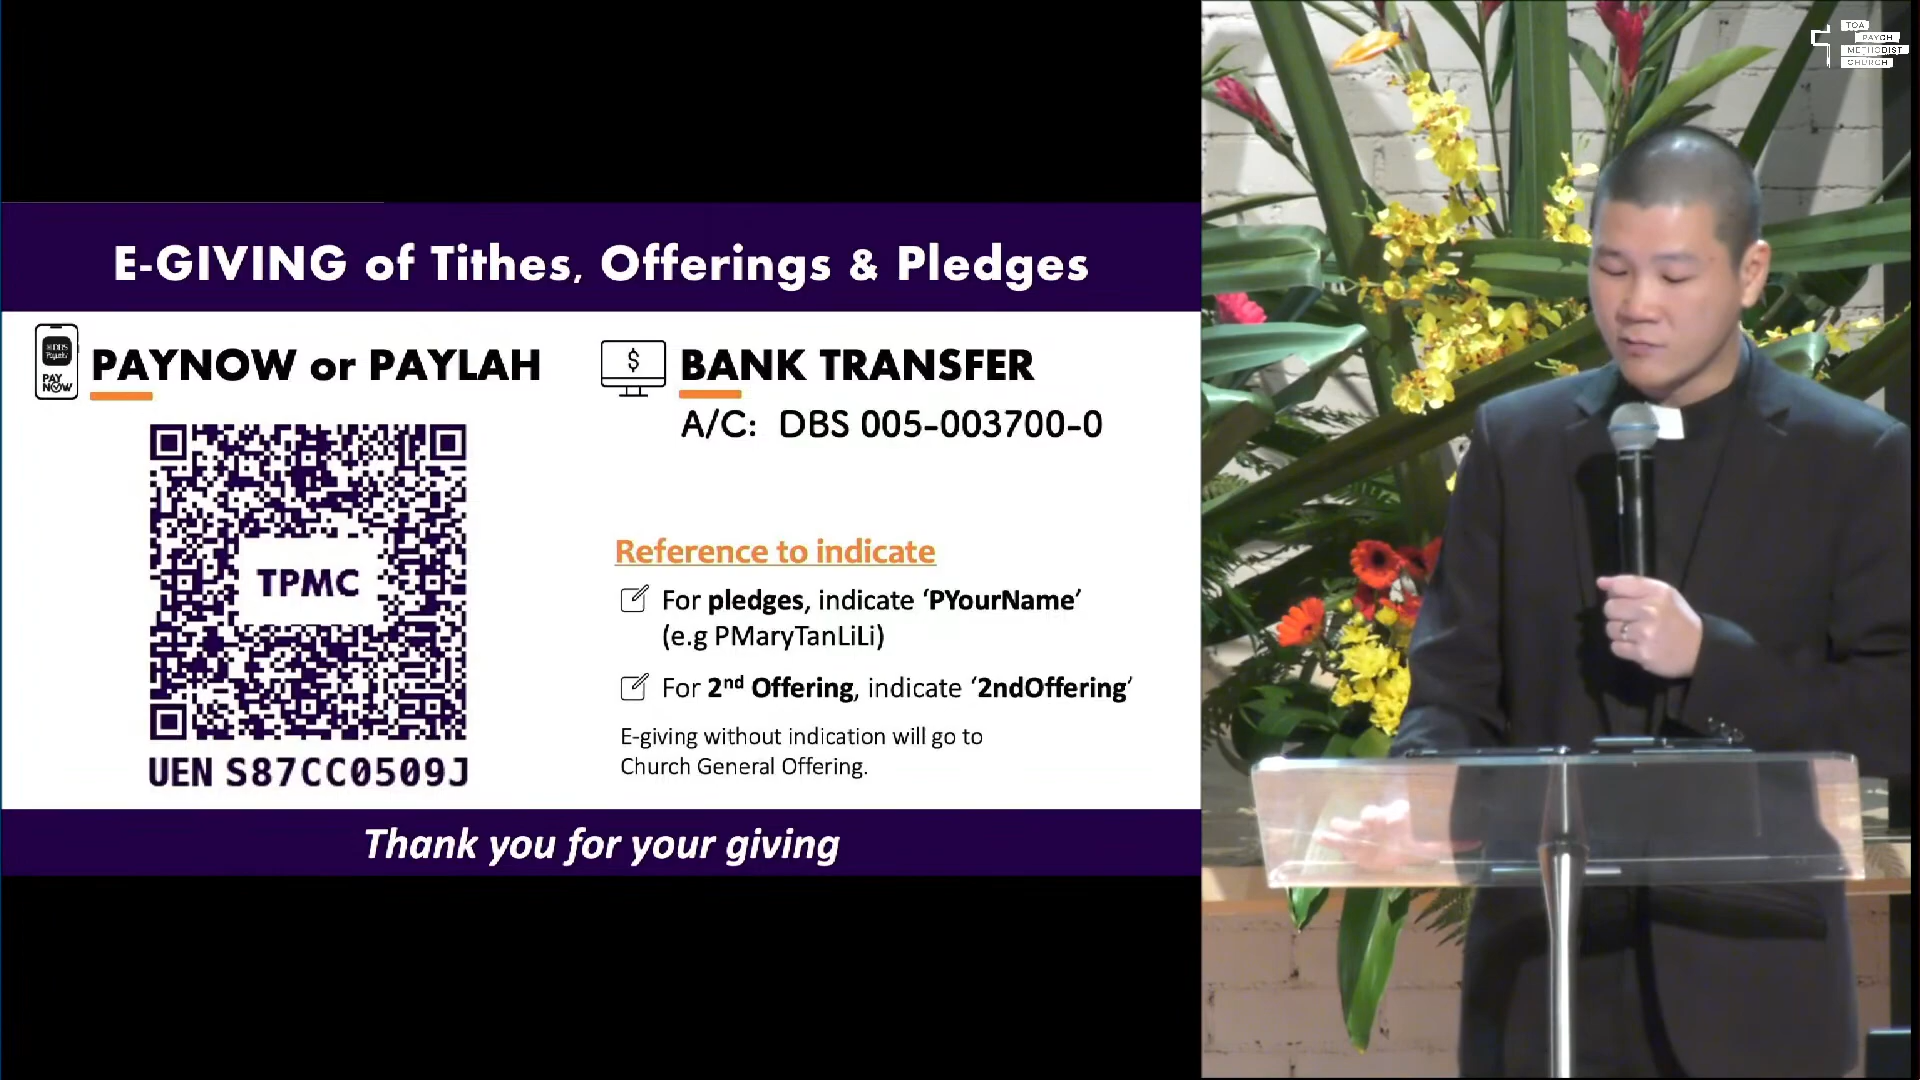 TOA
PAYOH
METHODIST
CHURCH
E-GIVING of Tithes, Offerings & Pledges
PAY
NOW
PAYNOW or PAYLAH
$
BANK TRANSFER
A/C: DBS 005-003700-0
TPMC
UEN S87CC0509J
Reference to indicate
For pledges, indicate ‘PYourName’
(e.g PMaryTanLiLi)
For 2nd Offering, indicate ‘2ndOffering’
E-giving without indication will go to
Church General Offering.
Thank you for your giving